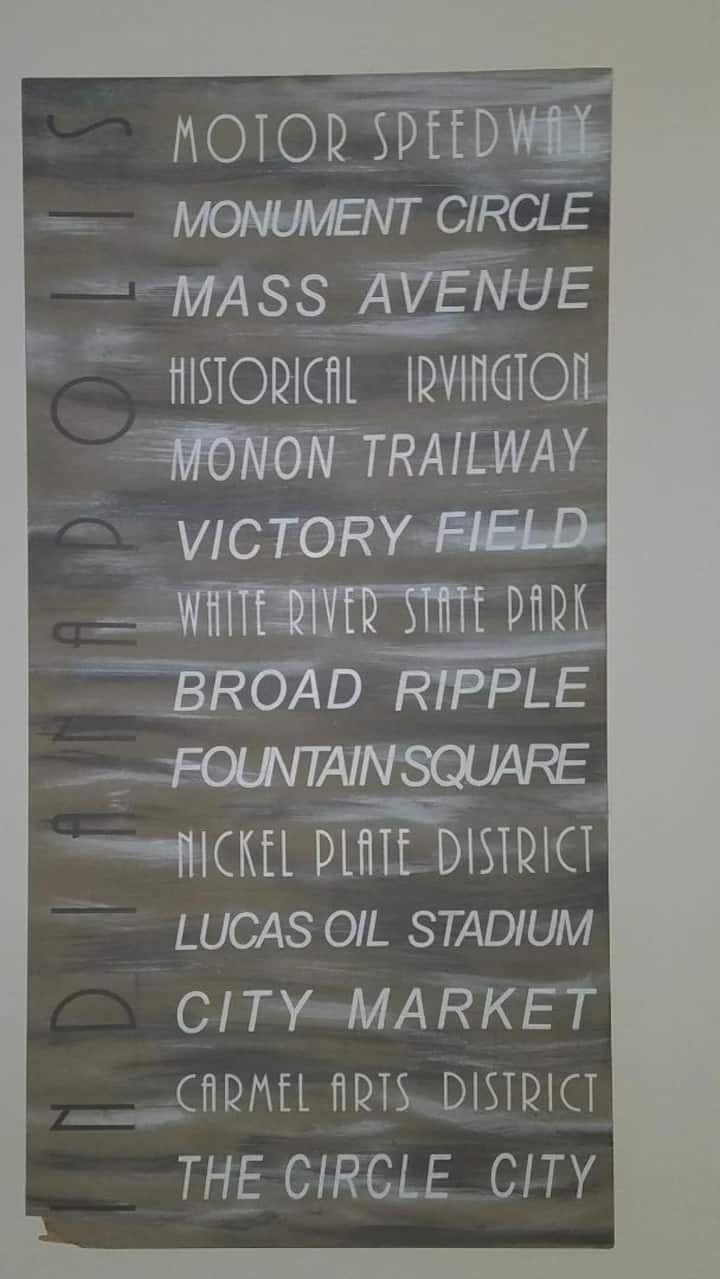 INDIANAPOLIS
MOTOR SPEEDWAY
MONUMENT CIRCLE
MASS AVENUE
HISTORICAL IRVINGTON
MONON TRAILWAY
VICTORY FIELD
WHITE RIVER STATE PARK
BROAD RIPPLE
FOUNTAIN SQUARE
NICKEL PLATE DISTRICT
LUCAS OIL STADIUM
CITY MARKET
CARMEL ARTS DISTRICT
THE CIRCLE CITY